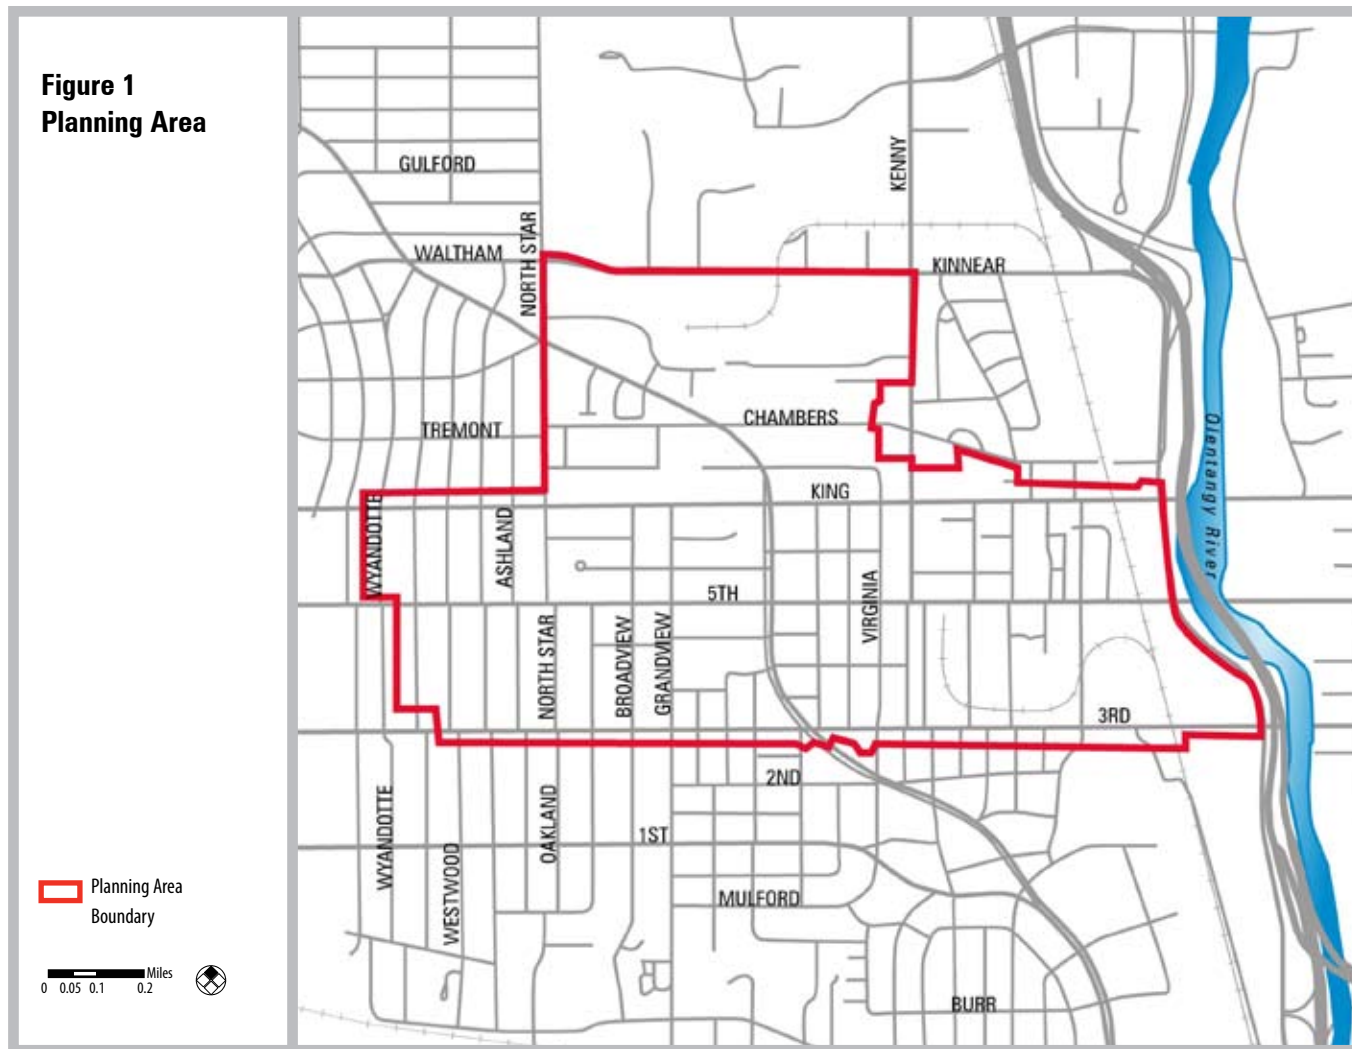 Figure 1
Planning Area
GULFORD
KENNY
WALTHAM
NORTH STAR
KINNEAR
TREMONT
CHAMBERS
Olentangy River
KING
WYANDOTTE
ASHLAND
5TH
VIRGINIA
NORTH STAR
BROADVIEW
GRANDVIEW
3RD
2ND
WYANDOTTE
OAKLAND
1ST
WESTWOOD
MULFORD
BURR
Planning Area
Boundary
Miles
0 0.05 0.1 0.2